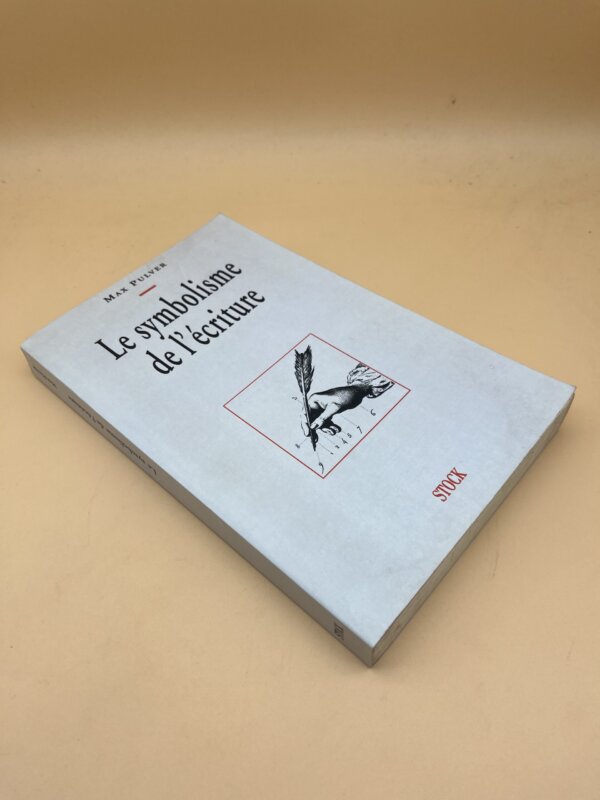 MAX PULVER
Le symbolisme
de l'écriture
STOCK